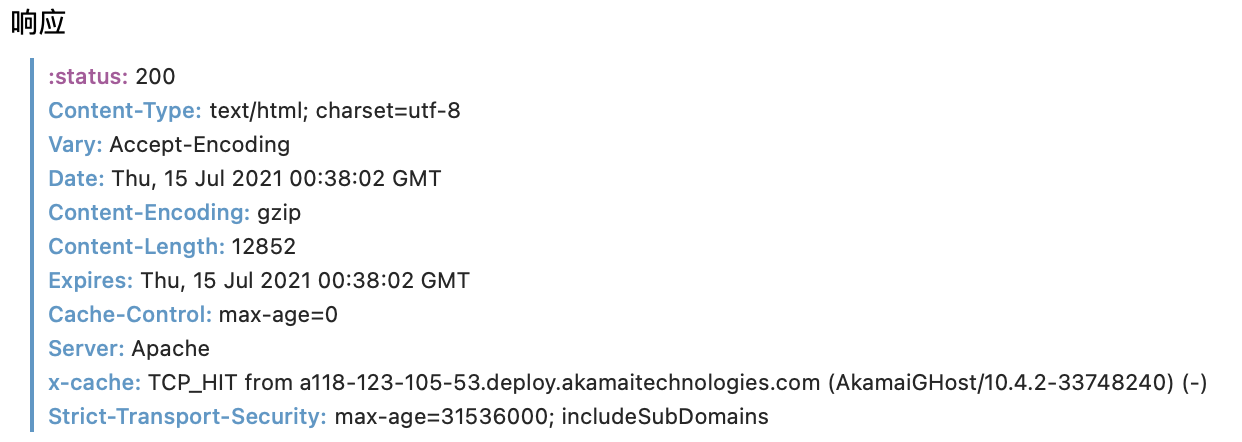 响应
:status: 200
Content-Type: text/html; charset=utf-8
Vary: Accept-Encoding
Date: Thu, 15 Jul 2021 00:38:02 GMT
Content-Encoding: gzip
Content-Length: 12852
Expires: Thu, 15 Jul 2021 00:38:02 GMT
Cache-Control: max-age=0
Server: Apache
x-cache: TCP_HIT from a118-123-105-53.deploy.akamaitechnologies.com (AkamaiGHost/10.4.2-33748240) (-)
Strict-Transport-Security: max-age=31536000; includeSubDomains